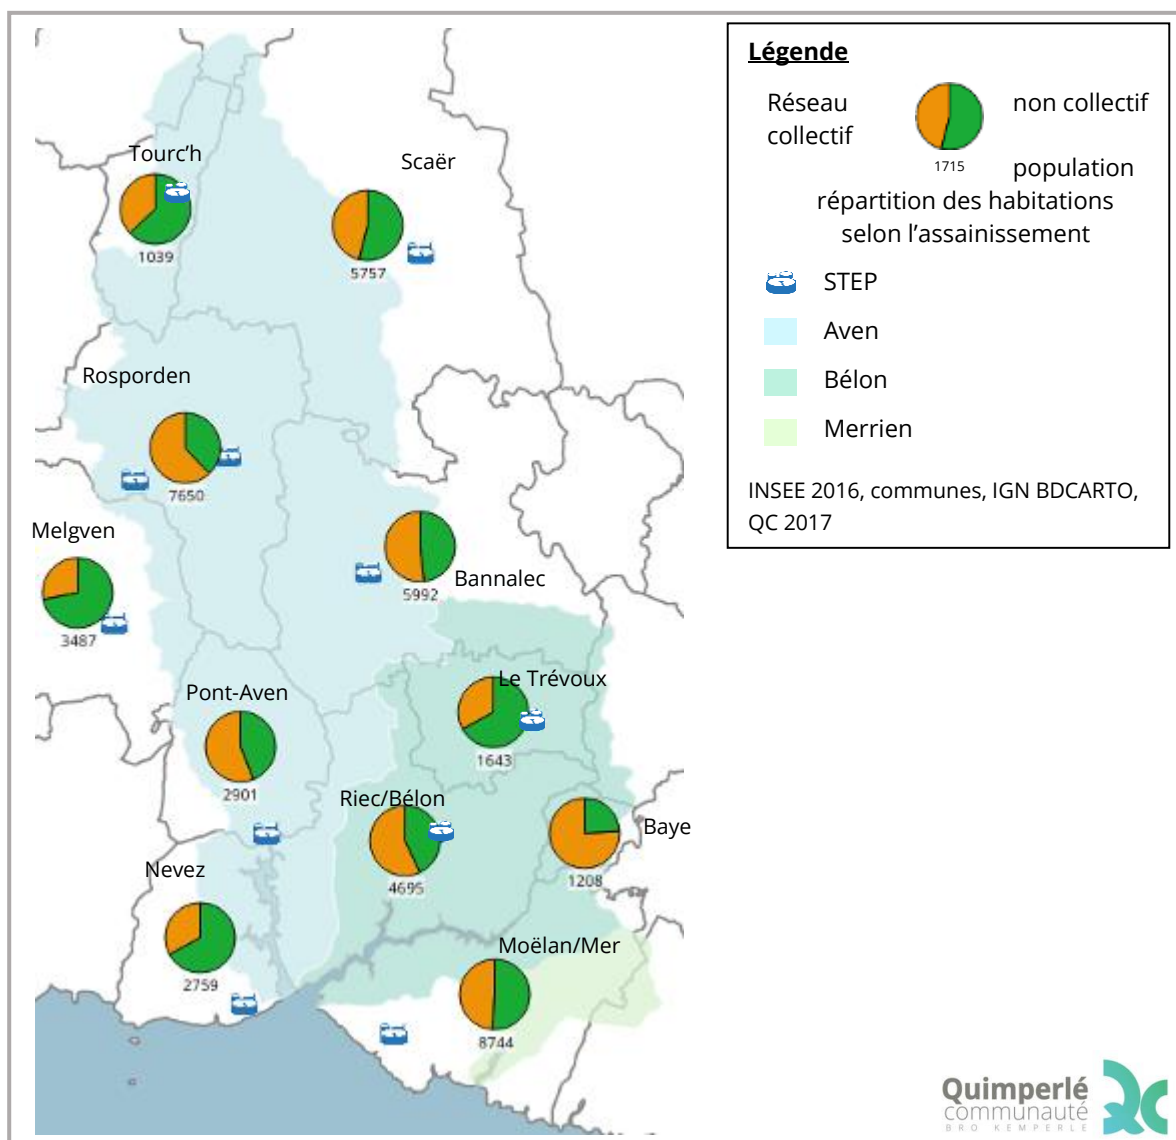 Tourc'h
1039
Scaër
5757
Rosporden
7650
Melgven
3487
Bannalec
5992
Pont-Aven
2901
Le Trévoux
1643
Riec/Bélon
4695
Baye
1208
Nevez
2759
Moëlan/Mer
8744
Légende
Réseau
collectif
non collectif
1715
population
répartition des habitations
selon l'assainissement
STEP
Aven
Bélon
Merrien
INSEE 2016, communes, IGN BDCARTO,
QC 2017
Quimperlé
communauté
BRO KEMPERLE